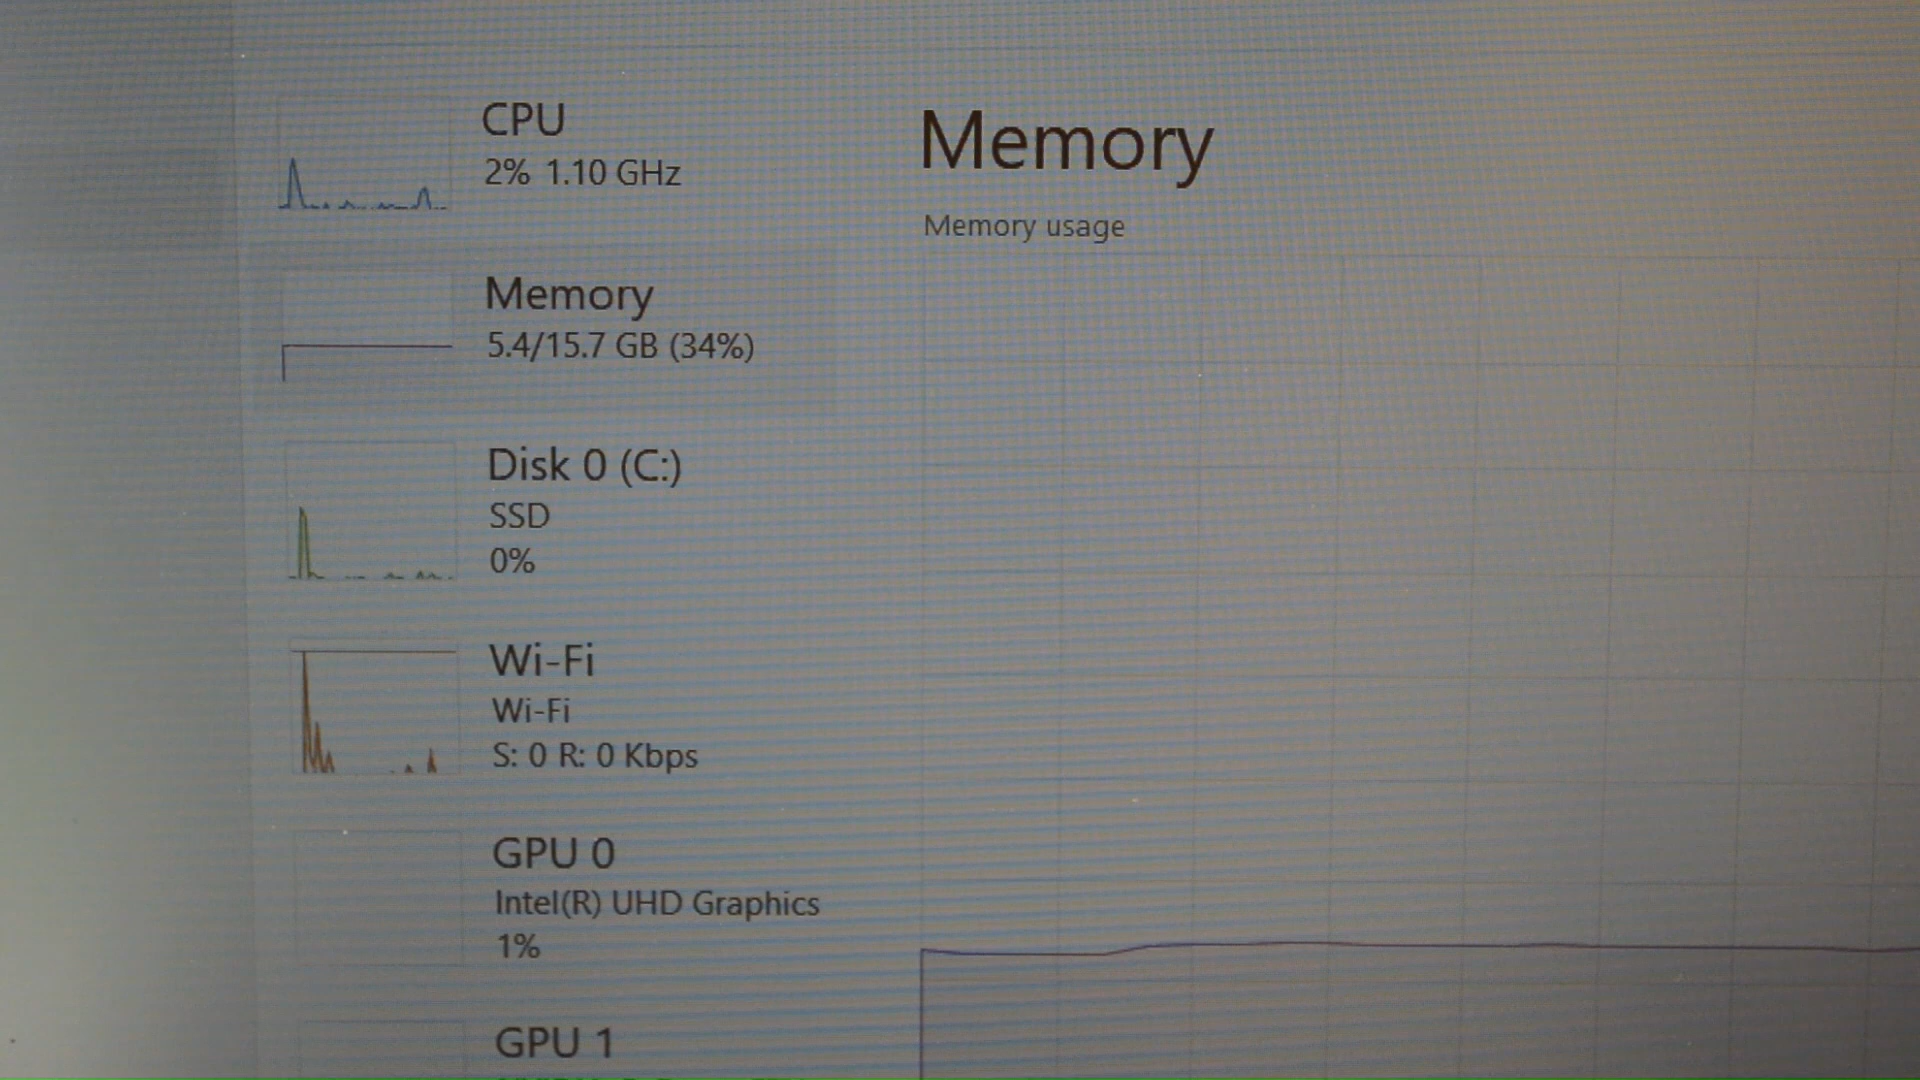 CPU
2% 1.10 GHz
Memory
5.4/15.7 GB (34%)
Disk 0 (C:)
SSD
0%
Wi-Fi
Wi-Fi
S: 0 R: 0 Kbps
GPU 0
Intel(R) UHD Graphics
1%
GPU 1
Memory
Memory usage